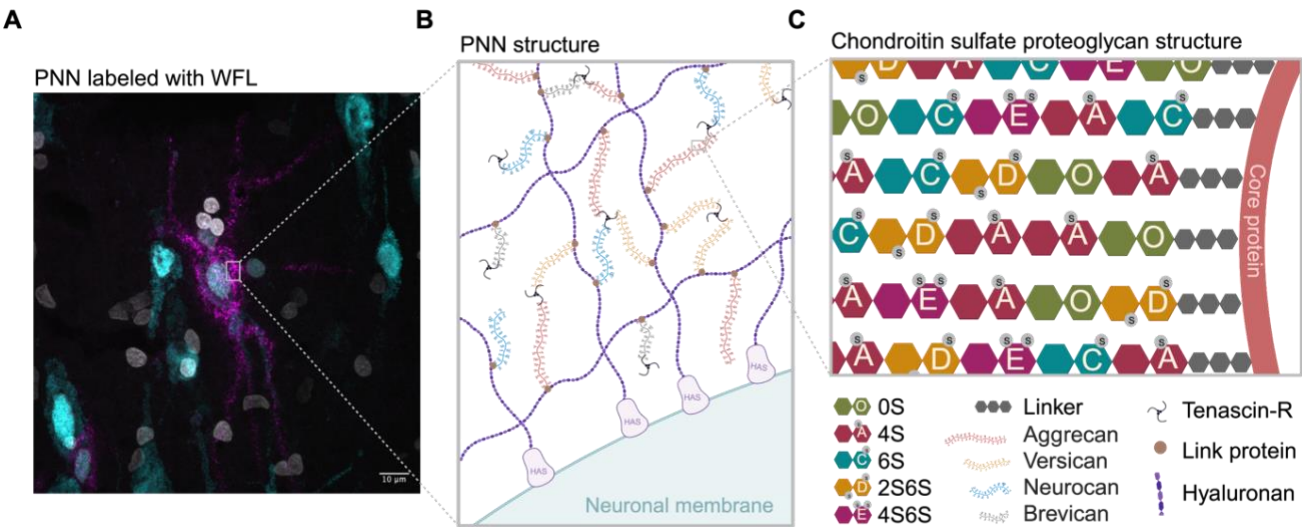 A
B
C
PNN labeled with WFL
PNN structure
Chondroitin sulfate proteoglycan structure
10 µm
HAS
HAS
HAS
HAS
Neuronal membrane
D A C E O
S
O C E A C
S S S S S
A C D O A
S S S S S
C D A A O
S S S S S
A E A O D
S S S S S S
A D E C A
S S S S S S
Core protein
O 0S
A 4S
C 6S
D 2S6S
E 4S6S
Linker
Aggrecan
Versican
Neurocan
Brevican
Tenascin-R
Link protein
Hyaluronan